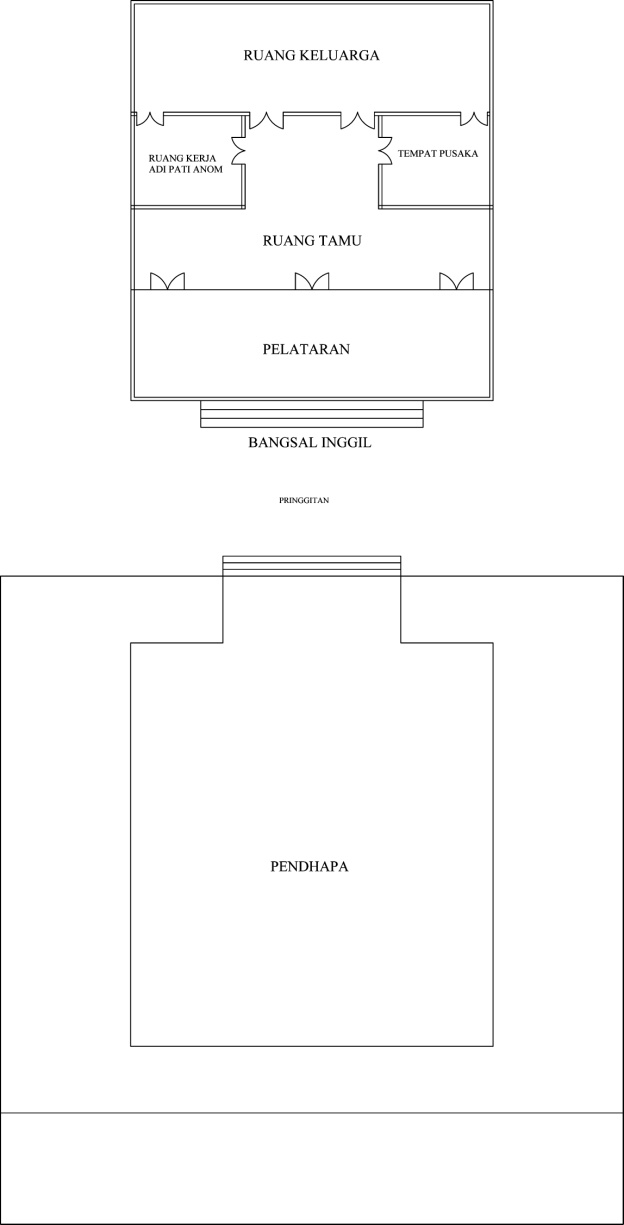 RUANG KELUARGA
RUANG KERJA
ADI PATI ANOM
TEMPAT PUSAKA
RUANG TAMU
PELATARAN
BANGSAL INGGIL
PRINGGITAN
PENDHAPA